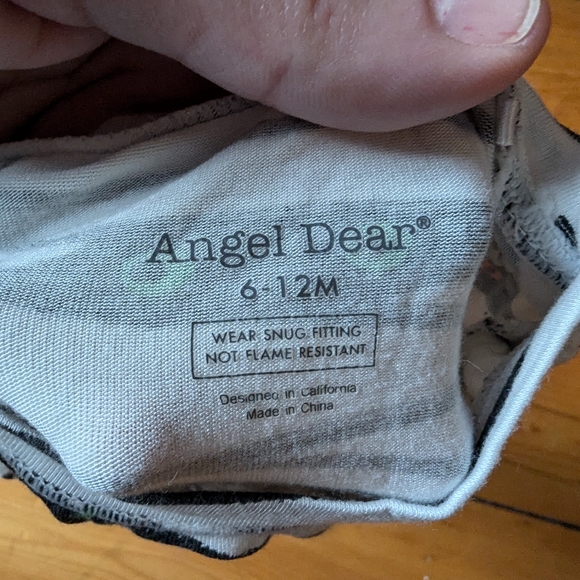 Angel Dear®
6-12M
WEAR SNUG FITTING
NOT FLAME RESISTANT
Designed in California
Made in China